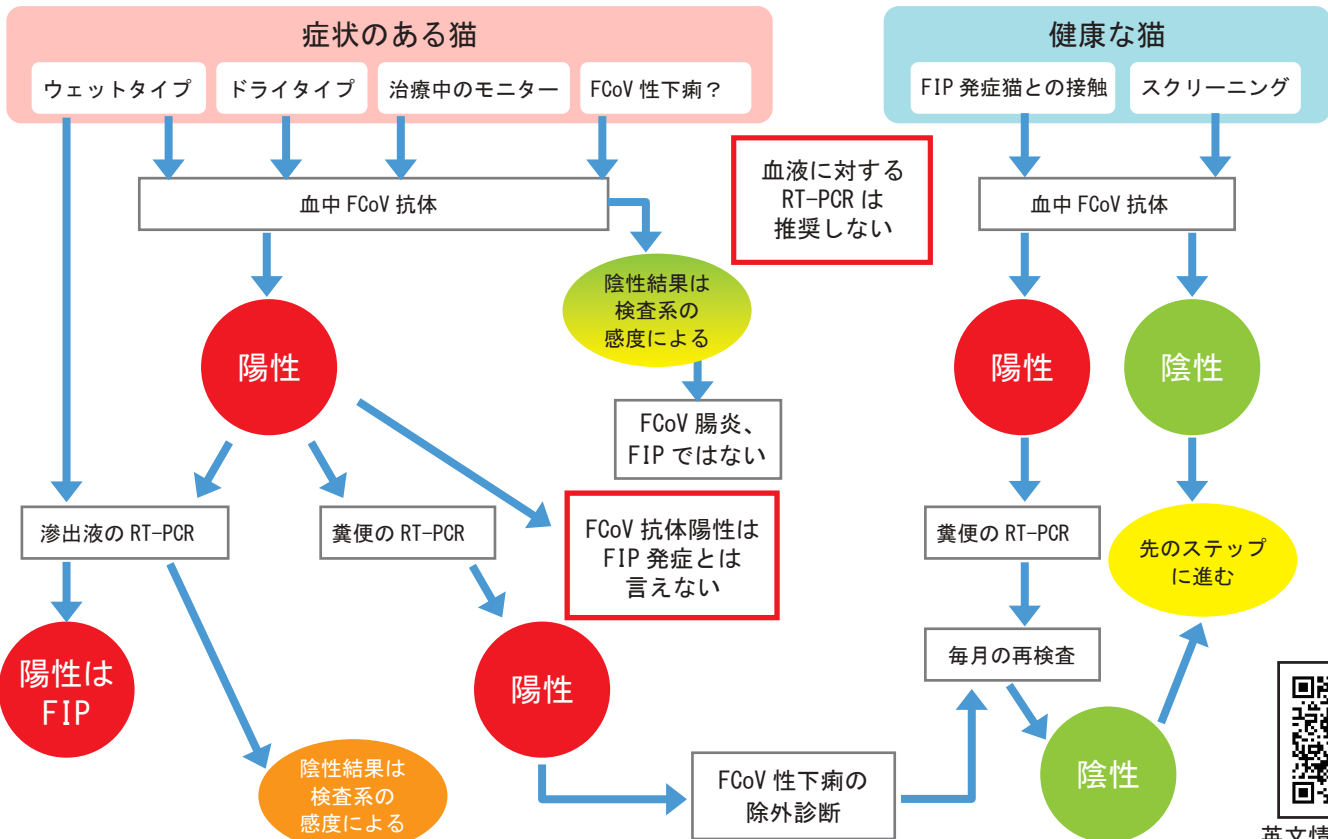 症状のある猫
ウェットタイプ
ドライタイプ
治療中のモニター
FCoV 性下痢?
健康な猫
FIP 発症猫との接触
スクリーニング
血中 FCoV 抗体
血液に対する
RT-PCR は
推奨しない
血中 FCoV 抗体
陰性結果は
検査系の
感度による
陽性
陽性
陰性
FCoV 腸炎、
FIP ではない
滲出液の RT-PCR
糞便の RT-PCR
FCoV 抗体陽性は
FIP 発症とは
言えない
糞便の RT-PCR
先のステップ
に進む
陽性は
FIP
陽性
毎月の再検査
陰性結果は
検査系の
感度による
FCoV 性下痢の
除外診断
陰性
英文情